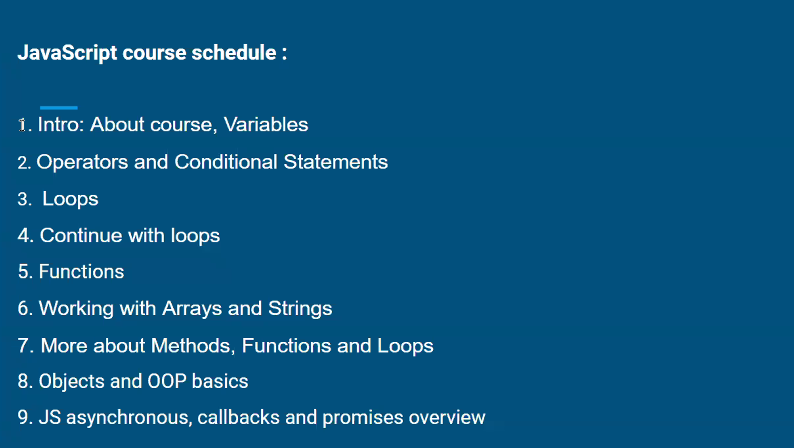 JavaScript course schedule :
1. Intro: About course, Variables
2. Operators and Conditional Statements
3. Loops
4. Continue with loops
5. Functions
6. Working with Arrays and Strings
7. More about Methods, Functions and Loops
8. Objects and OOP basics
9. JS asynchronous, callbacks and promises overview